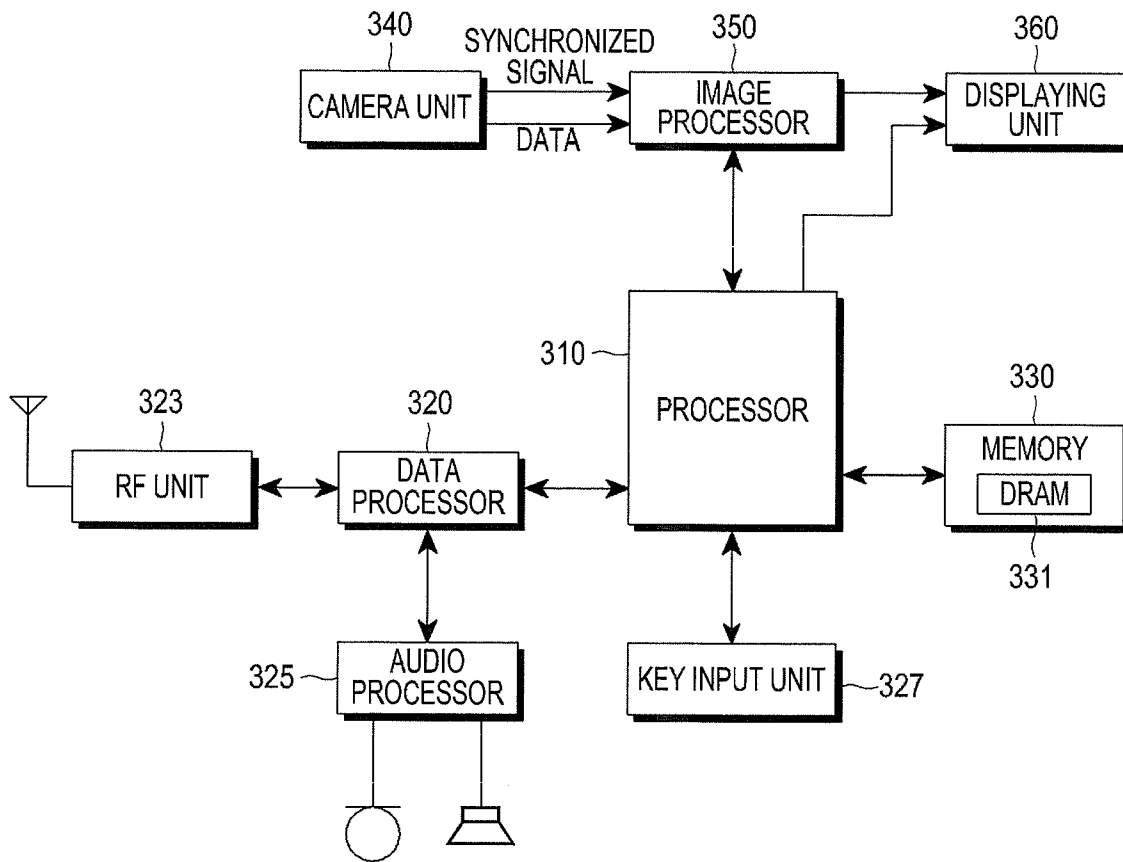 340
350
360
SYNCHRONIZED
SIGNAL
CAMERA UNIT
DATA
IMAGE
PROCESSOR
DISPLAYING
UNIT
310
PROCESSOR
330
MEMORY
DRAM
331
323
RF UNIT
320
DATA
PROCESSOR
325
AUDIO
PROCESSOR
KEY INPUT UNIT
327